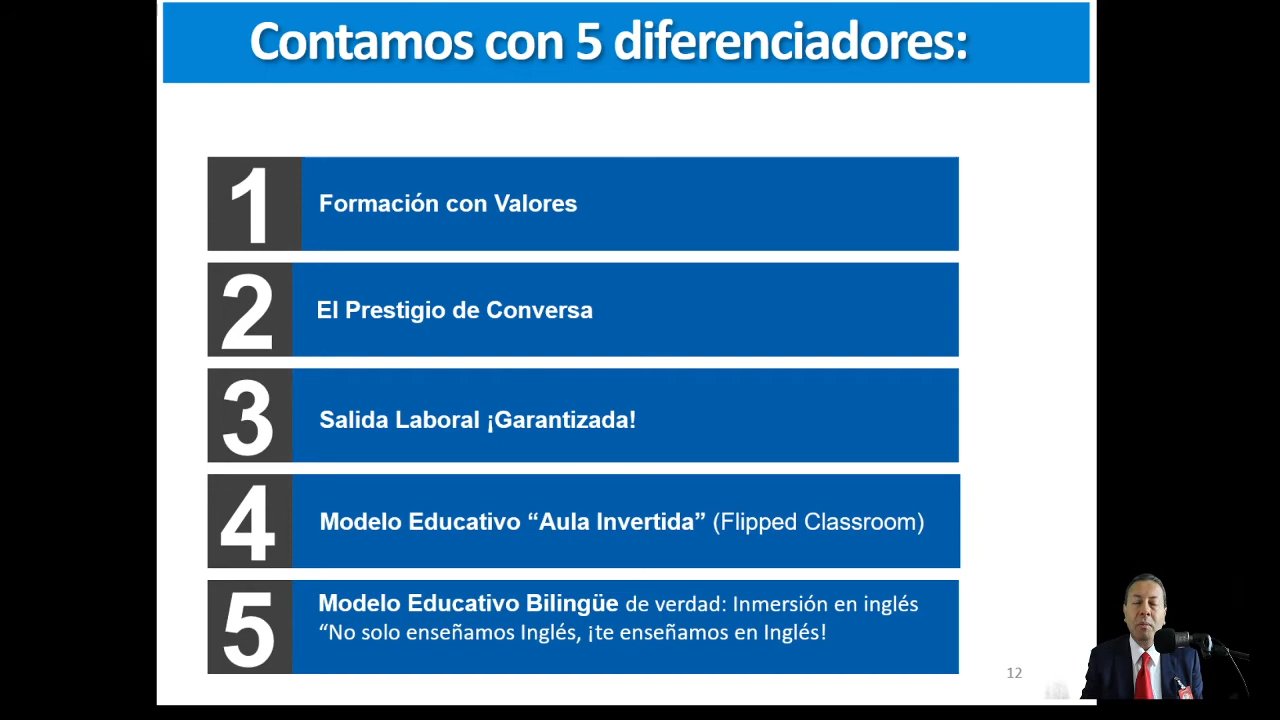 Contamos con 5 diferenciadores:
1
Formación con Valores
2
El Prestigio de Conversa
3
Salida Laboral ¡Garantizada!
4
Modelo Educativo “Aula Invertida” (Flipped Classroom)
5
Modelo Educativo Bilingüe de verdad: Inmersión en inglés
“No solo enseñamos Inglés, ¡te enseñamos en Inglés!
12